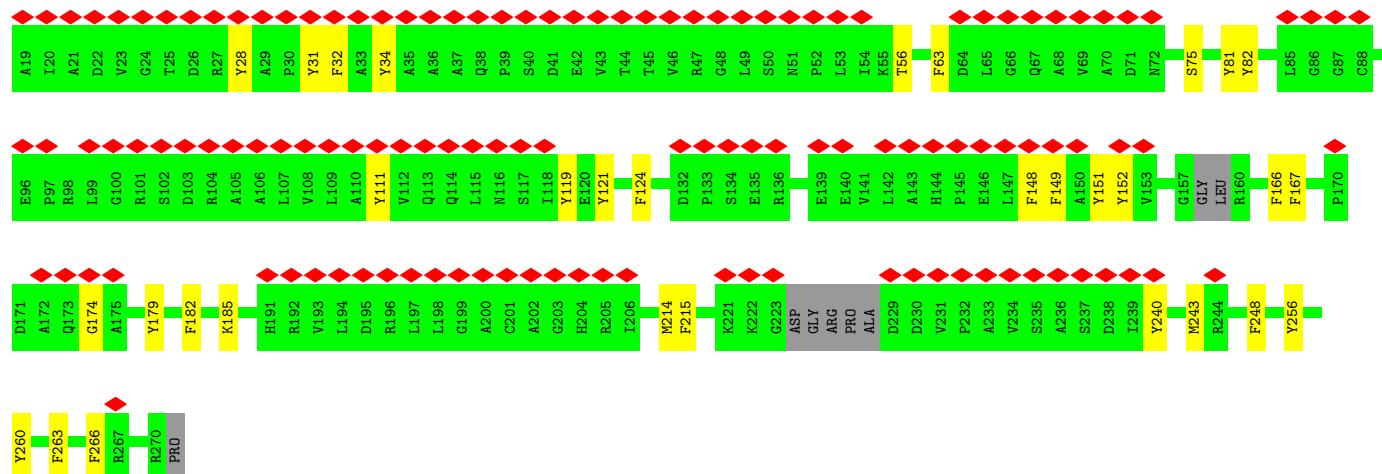 A19 I20 A21 D22 V23 G24 T25 D26 R27 Y28 A29 P30 Y31 F32 A33 Y34 A35 A36 A37 Q38 P39 S40 D41 E42 V43 T44 T45 V46 R47 G48 L49 S50 N51 P52 L53 I54 K55 T56 F63 D64 L65 G66 Q67 A68 V69 A70 D71 N72 S75 Y81 Y82 L85 G86 G87 C88
E96 P97 R98 L99 G100 R101 S102 D103 R104 A105 A106 L107 V108 L109 A110 Y111 V112 Q113 Q114 L115 N116 S117 I118 Y119 E120 Y121 F124 D132 P133 S134 E135 R136 E139 E140 V141 L142 A143 H144 P145 E146 L147 F148 F149 A150 Y151 Y152 V153 G157 GLY LEU R160 F166 F167 P170
D171 A172 Q173 G174 A175 Y179 F182 K185 H191 R192 V193 L194 D195 R196 L197 L198 G199 A200 C201 A202 G203 H204 R205 I206 M214 F215 K221 K222 G223 ASP GLY ARG PRO ALA D229 D230 V231 P232 A233 V234 S235 A236 S237 D238 I239 Y240 M243 R244 F248 Y256
Y260 F263 F266 R267 R270 PRO